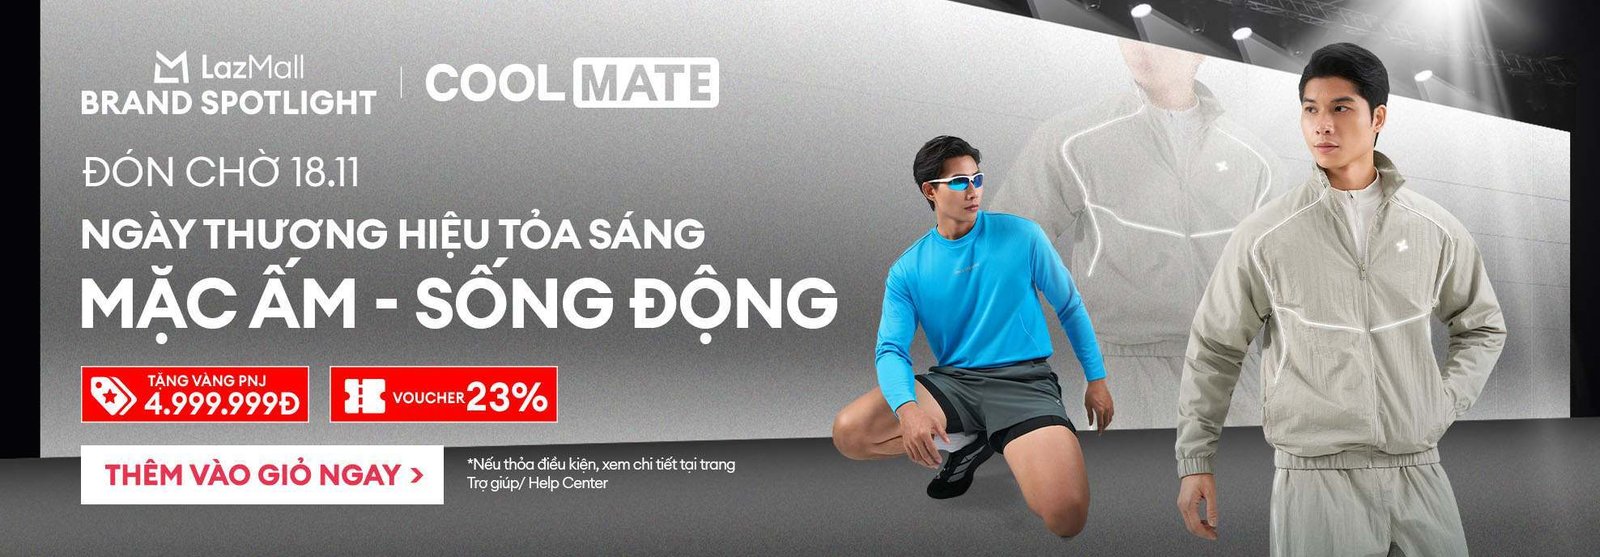 LazMall
BRAND SPOTLIGHT
COOLMATE
ĐÓN CHỜ 18.11
NGÀY THƯƠNG HIỆU TỎA SÁNG
MẶC ẤM - SỐNG ĐỘNG
TẶNG VÀNG PNJ
4.999.999Đ
VOUCHER 23%
THÊM VÀO GIỎ NGAY >
*Nếu thỏa điều kiện, xem chi tiết tại trang
Trợ giúp/ Help Center